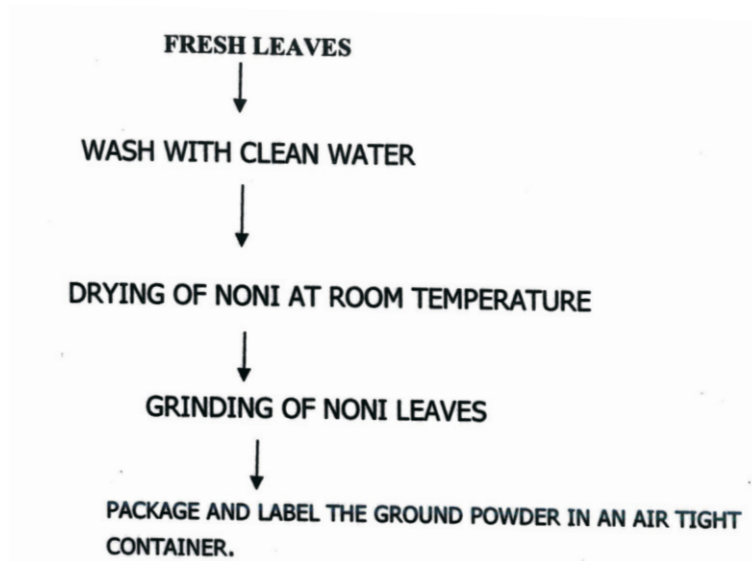 FRESH LEAVES
WASH WITH CLEAN WATER
DRYING OF NONI AT ROOM TEMPERATURE
GRINDING OF NONI LEAVES
PACKAGE AND LABEL THE GROUND POWDER IN AN AIR TIGHT
CONTAINER.